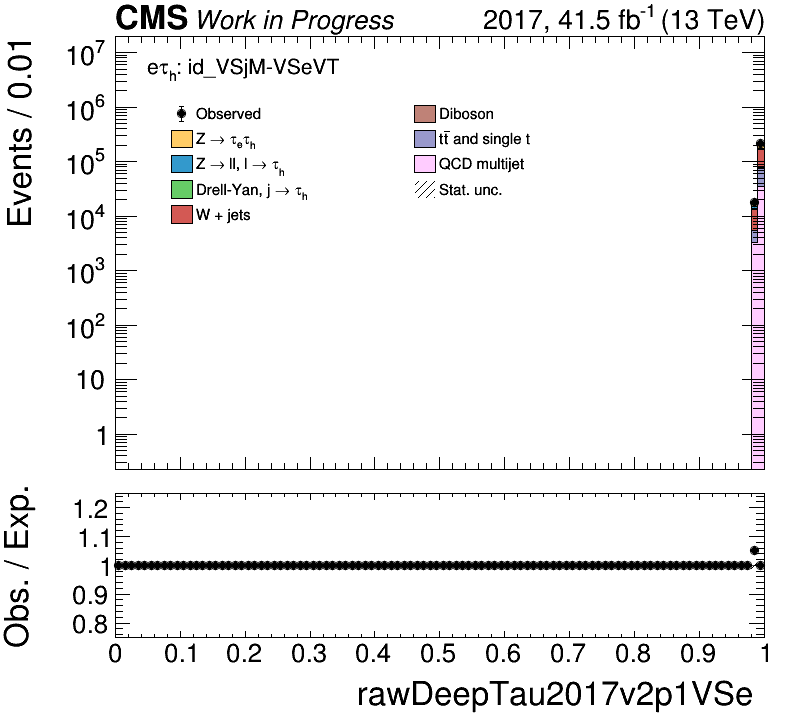 CMS Work in Progress 2017, 41.5 fb⁻¹ (13 TeV)
Events / 0.01
10⁷
10⁶
10⁵
10⁴
10³
10²
10
1
eτₕ: id_VSjM-VSeVT
Observed
Z → τₑτₕ
Z → ll, l → τₕ
Drell-Yan, j → τₕ
W + jets
Diboson
tt̄ and single t
QCD multijet
Stat. unc.
Obs. / Exp.
1.2
1.1
1
0.9
0.8
0 0.1 0.2 0.3 0.4 0.5 0.6 0.7 0.8 0.9 1
rawDeepTau2017v2p1VSe